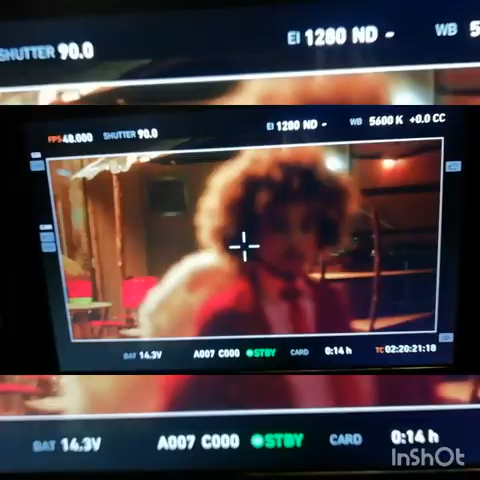 SHUTTER 90.0 EI 1280 ND - WB 5
FPS 48.000 SHUTTER 90.0 EI 1280 ND - WB 5600 K +0.0 CC
BAT 14.3V A007 C000 STBY CARD 0:14 h TC 02:20:21:18
BAT 14.3V A007 C000 STBY CARD 0:14 h
InShOt